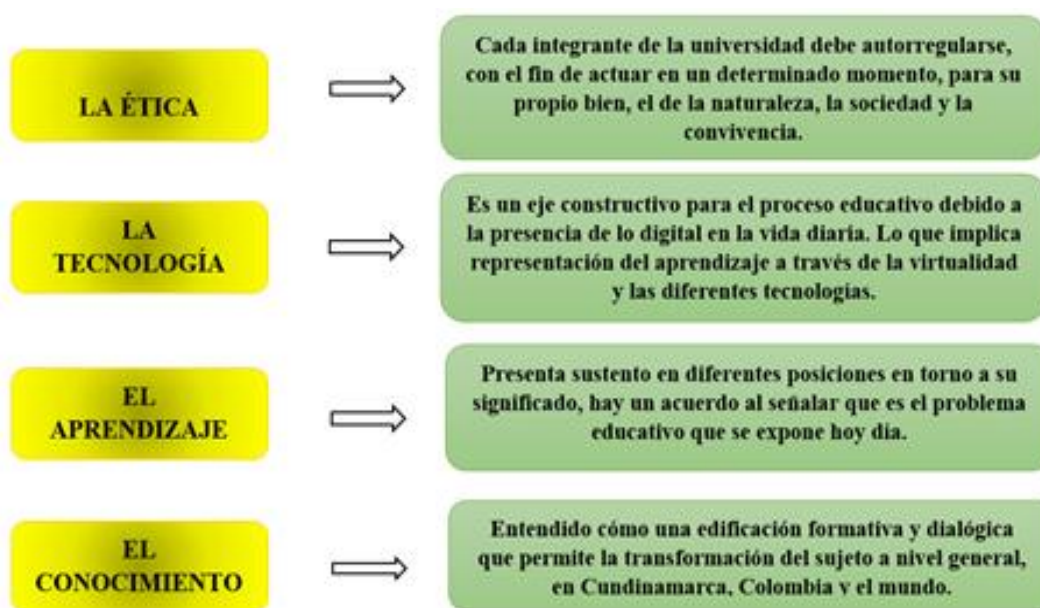 LA ÉTICA
Cada integrante de la universidad debe autorregularse,
con el fin de actuar en un determinado momento, para su
propio bien, el de la naturaleza, la sociedad y la
convivencia.
LA
TECNOLOGÍA
Es un eje constructivo para el proceso educativo debido a
la presencia de lo digital en la vida diaria. Lo que implica
representación del aprendizaje a través de la virtualidad
y las diferentes tecnologías.
EL
APRENDIZAJE
Presenta sustento en diferentes posiciones en torno a su
significado, hay un acuerdo al señalar que es el problema
educativo que se expone hoy día.
EL
CONOCIMIENTO
Entendido cómo una edificación formativa y dialógica
que permite la transformación del sujeto a nivel general,
en Cundinamarca, Colombia y el mundo.